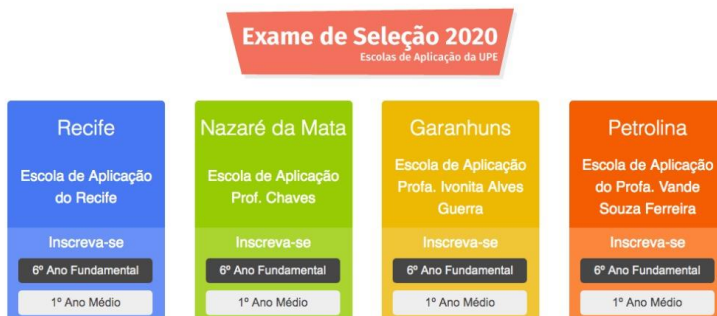 Exame de Seleção 2020
Escolas de Aplicação da UPE
Recife
Escola de Aplicação
do Recife
Inscreva-se
6º Ano Fundamental
1º Ano Médio
Nazaré da Mata
Escola de Aplicação
Prof. Chaves
Inscreva-se
6º Ano Fundamental
1º Ano Médio
Garanhuns
Escola de Aplicação
Profa. Ivonita Alves
Guerra
Inscreva-se
6º Ano Fundamental
1º Ano Médio
Petrolina
Escola de Aplicação
do Profa. Vande
Souza Ferreira
Inscreva-se
6º Ano Fundamental
1º Ano Médio